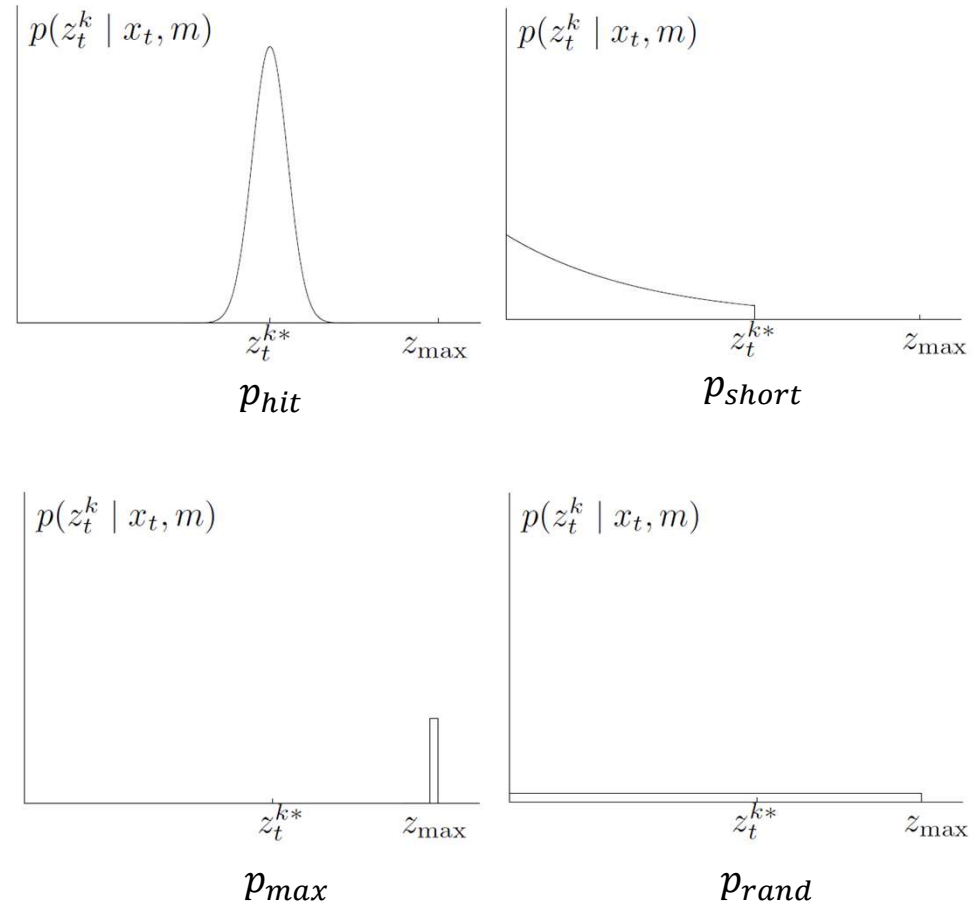 p(z_t^k | x_t, m)
z_t^{k*} z_max
p_hit
p(z_t^k | x_t, m)
z_t^{k*} z_max
p_short
p(z_t^k | x_t, m)
z_t^{k*} z_max
p_max
p(z_t^k | x_t, m)
z_t^{k*} z_max
p_rand